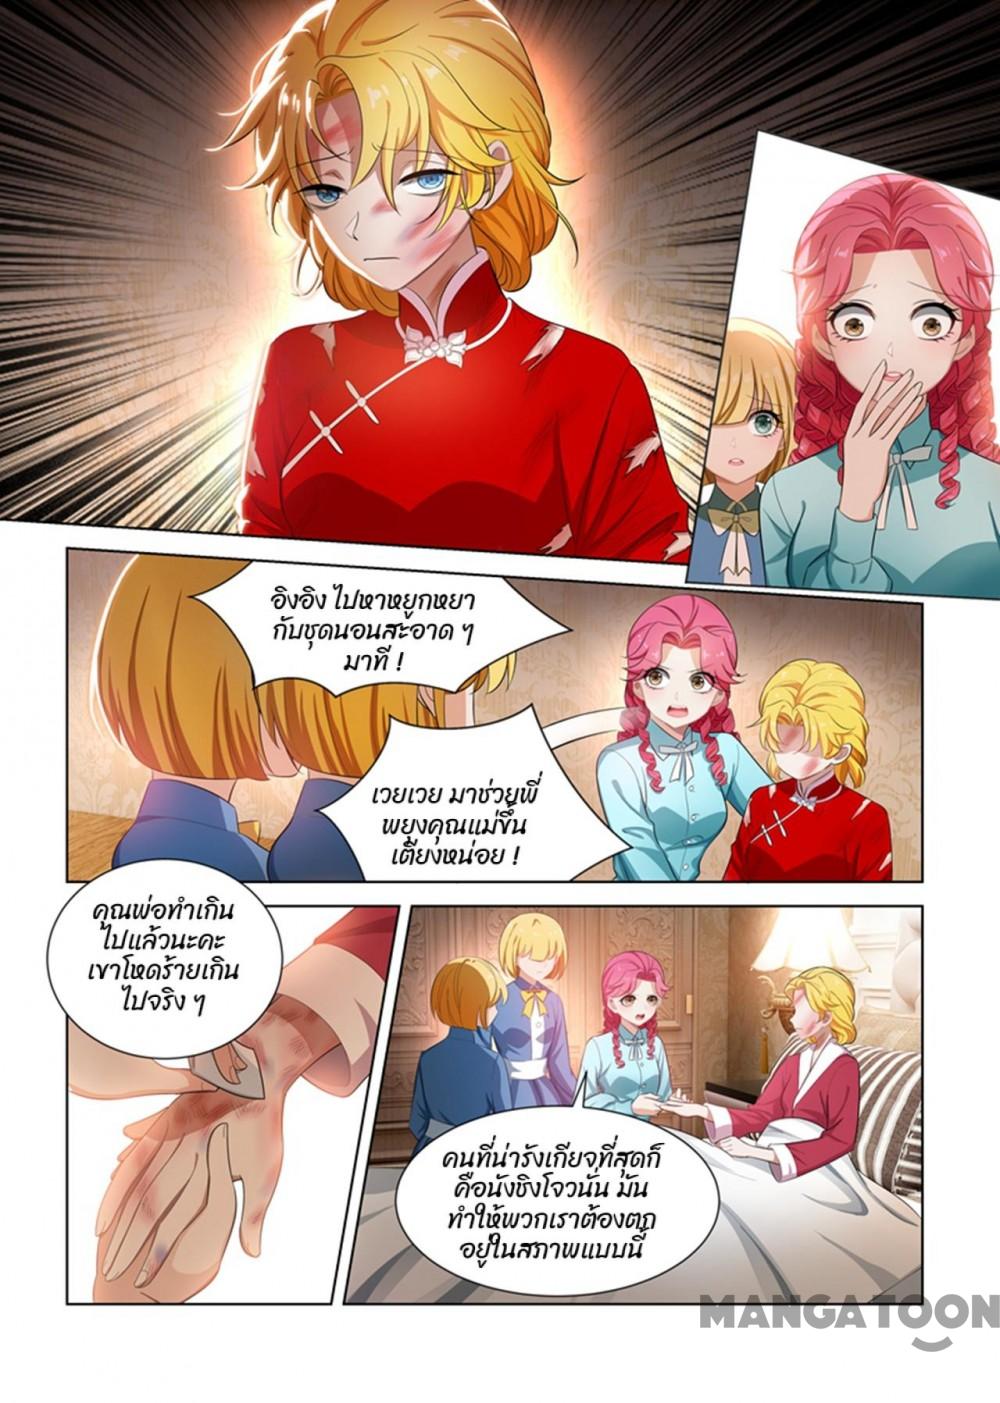 อิงอิง ไปหาหยูกหยา
กับชุดนอนสะอาด ๆ
มาที !
เวยเวย มาช่วยพี่
พยุงคุณแม่ขึ้น
เตียงหน่อย !
คุณพ่อทำเกิน
ไปแล้วนะคะ
เขาโหดร้ายเกิน
ไปจริง ๆ
คนที่น่ารังเกียจที่สุดก็
คือนังชิงโจวนั่น มัน
ทำให้พวกเราต้องตก
อยู่ในสภาพแบบนี้
MANGATOON